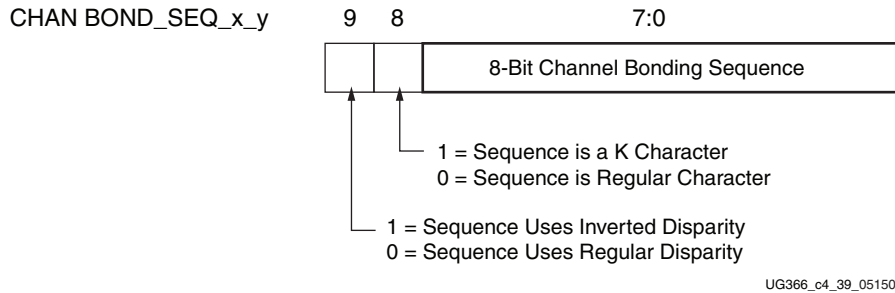 CHAN BOND_SEQ_x_y 9 8 7:0
8-Bit Channel Bonding Sequence
1 = Sequence is a K Character
0 = Sequence is Regular Character
1 = Sequence Uses Inverted Disparity
0 = Sequence Uses Regular Disparity
UG366_c4_39_05150